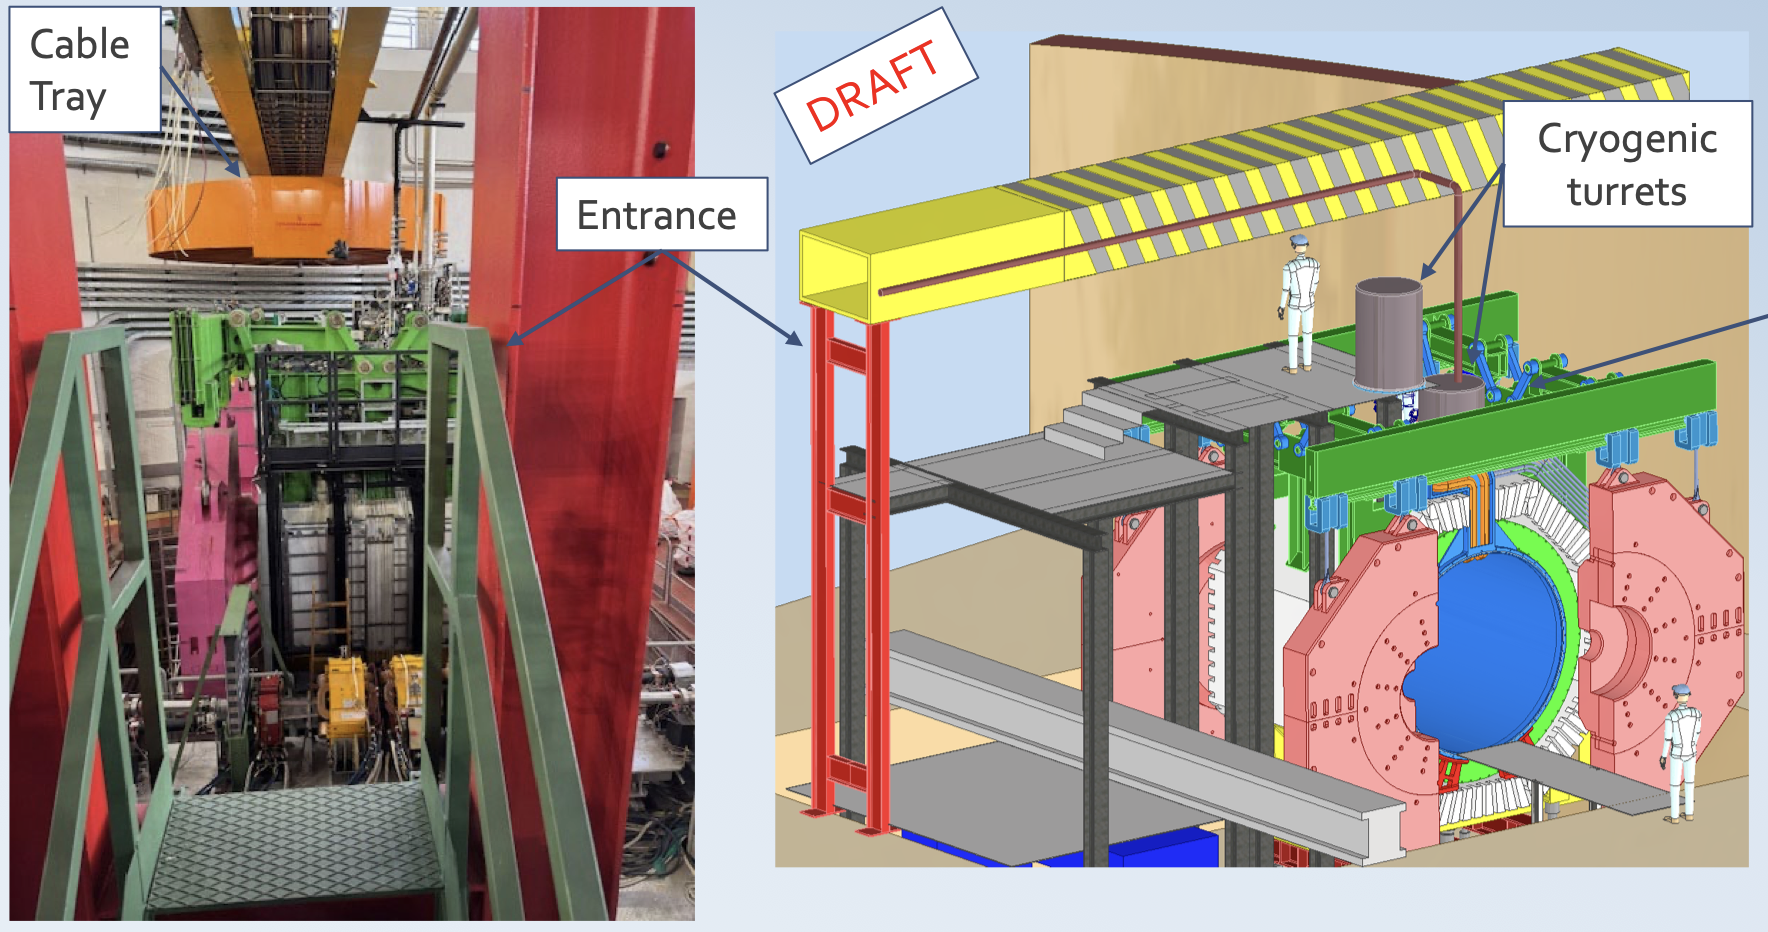 Cable
Tray
Entrance
DRAFT
Cryogenic
turrets